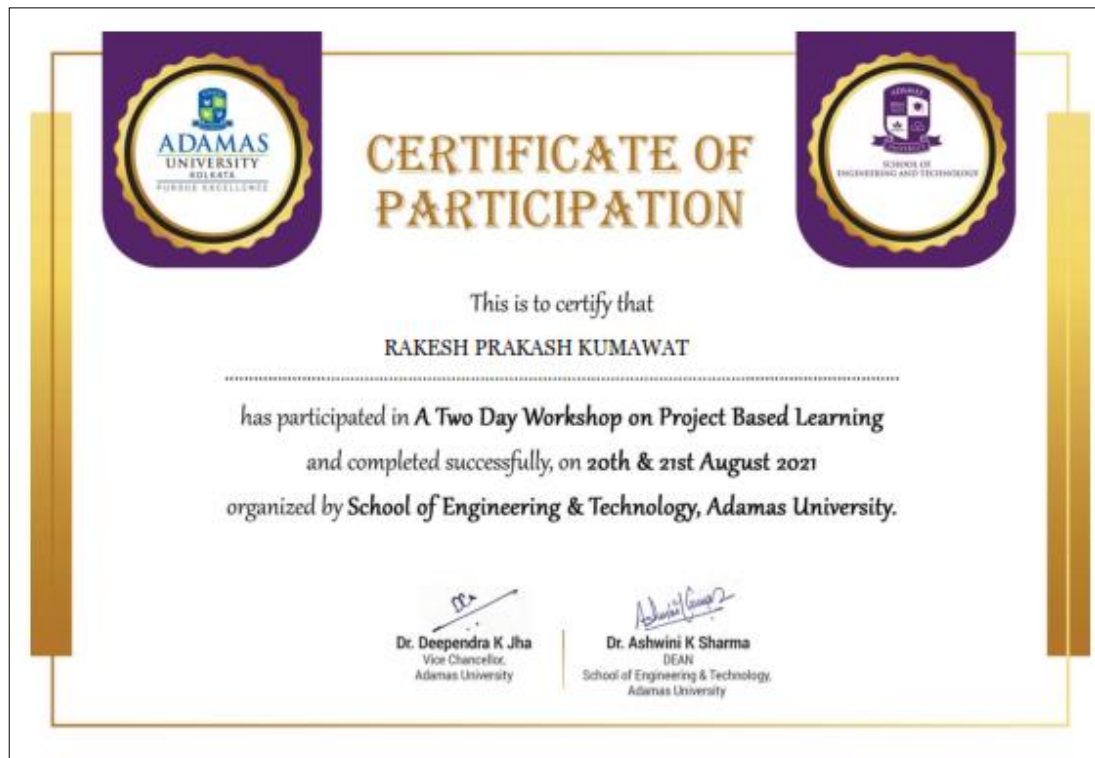 ADAMAS
UNIVERSITY
KOLKATA
PURSUE EXCELLENCE
ADAMAS
UNIVERSITY
SCHOOL OF
ENGINEERING AND TECHNOLOGY
CERTIFICATE OF
PARTICIPATION
This is to certify that
RAKESH PRAKASH KUMAWAT
has participated in A Two Day Workshop on Project Based Learning
and completed successfully, on 20th & 21st August 2021
organized by School of Engineering & Technology, Adamas University.
Dr. Deependra K Jha
Vice Chancellor,
Adamas University
Dr. Ashwini K Sharma
DEAN
School of Engineering & Technology,
Adamas University